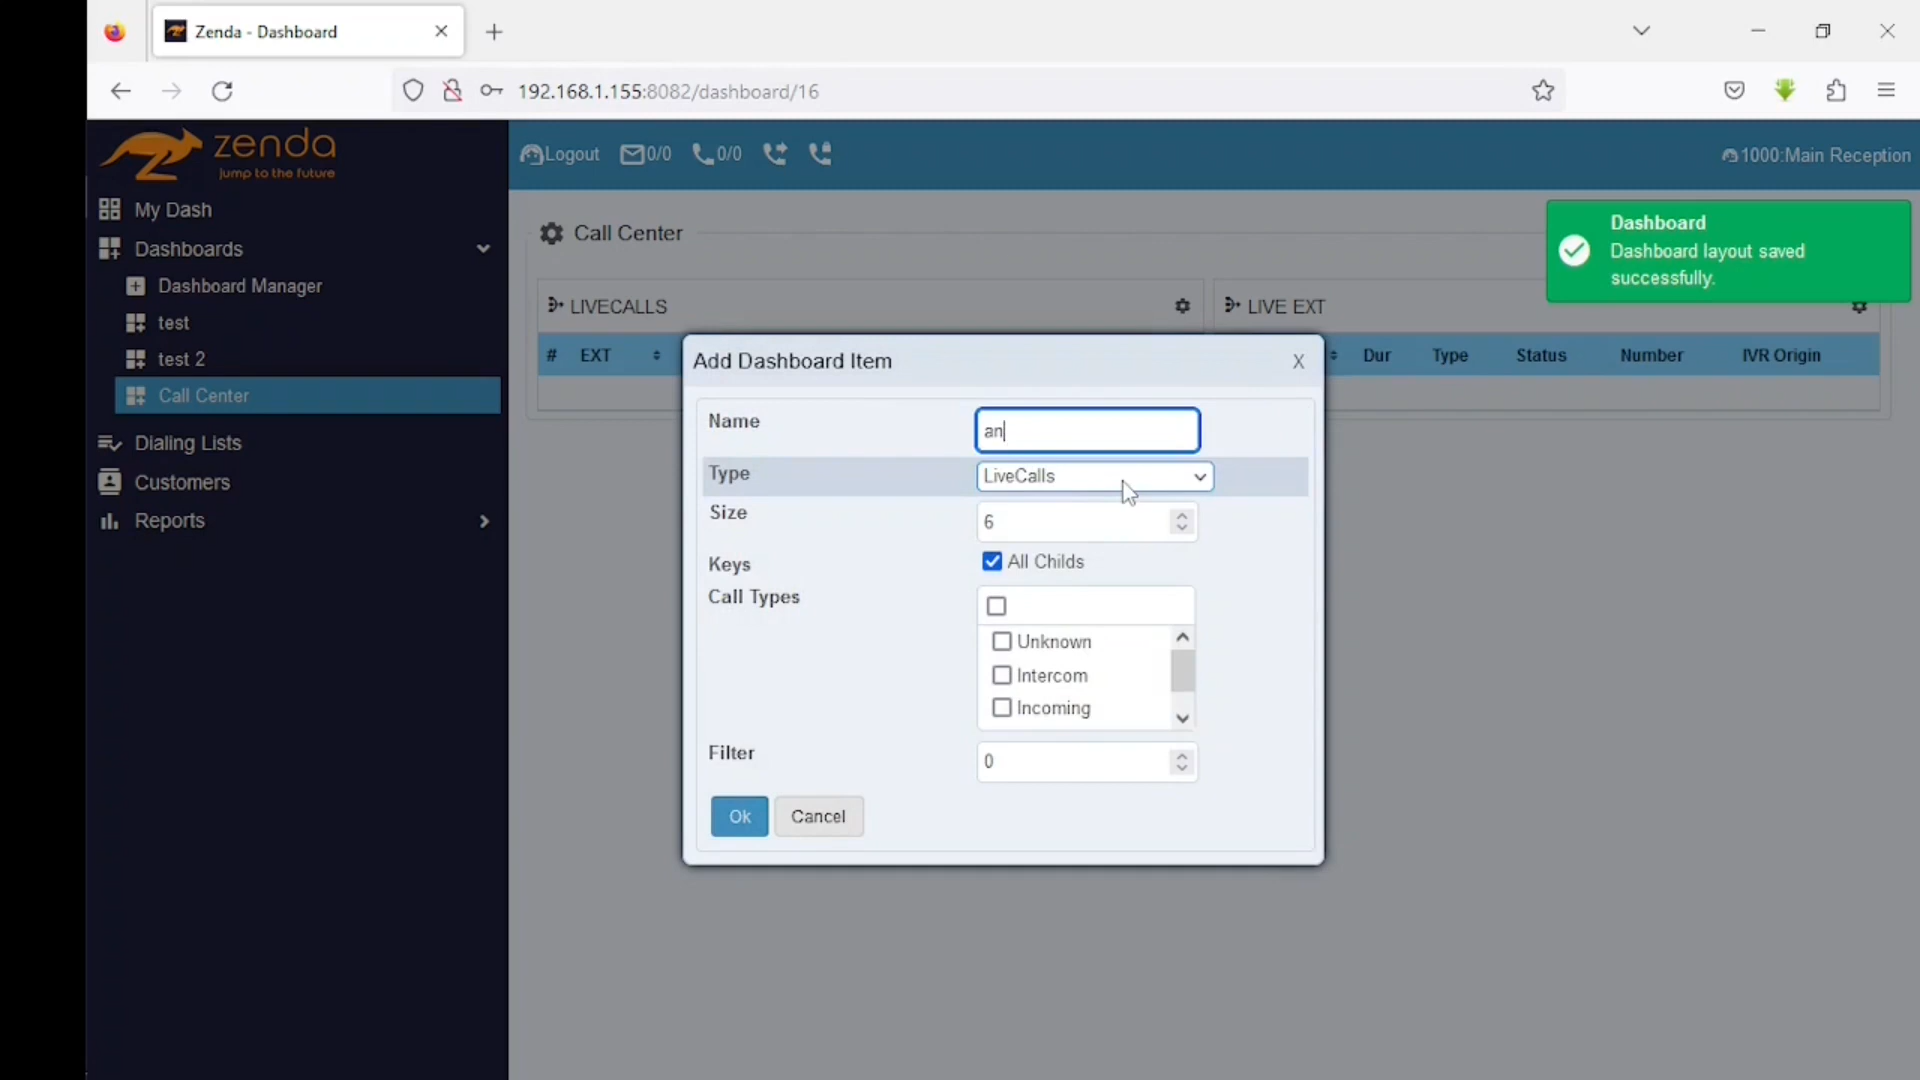 Zenda - Dashboard
192.168.1.155:8082/dashboard/16
zenda
jump to the future
Logout 0/0 0/0
1000:Main Reception
My Dash
Dashboards
Dashboard Manager
test
test 2
Call Center
Dialing Lists
Customers
Reports
Call Center
Dashboard
Dashboard layout saved
successfully.
LIVECALLS
LIVE EXT
# EXT
Dur Type Status Number IVR Origin
Add Dashboard Item X
Name an
Type LiveCalls
Size 6
Keys All Childs
Call Types
Unknown
Intercom
Incoming
Filter 0
Ok Cancel